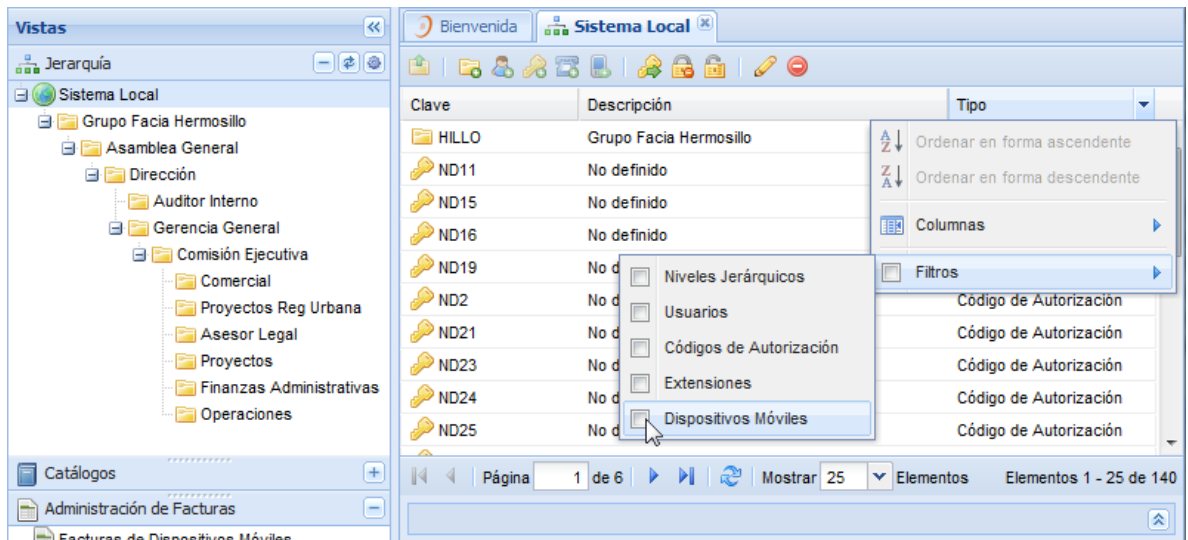 Vistas
Jerarquía
Sistema Local
Grupo Facia Hermosillo
Asamblea General
Dirección
Auditor Interno
Gerencia General
Comisión Ejecutiva
Comercial
Proyectos Reg Urbana
Asesor Legal
Proyectos
Finanzas Administrativas
Operaciones
Catálogos
Administración de Facturas
Facturas de Dispositivos Móviles
Bienvenida Sistema Local
Clave Descripción Tipo
HILLO Grupo Facia Hermosillo
ND11 No definido
ND15 No definido
ND16 No definido
ND19 No d
ND2 No d Código de Autorización
ND21 No d Código de Autorización
ND23 No d Código de Autorización
ND24 No d Código de Autorización
ND25 No d Código de Autorización
Ordenar en forma ascendente
Ordenar en forma descendente
Columnas
Filtros
Niveles Jerárquicos
Usuarios
Códigos de Autorización
Extensiones
Dispositivos Móviles
Página 1 de 6 Mostrar 25 Elementos Elementos 1 - 25 de 140